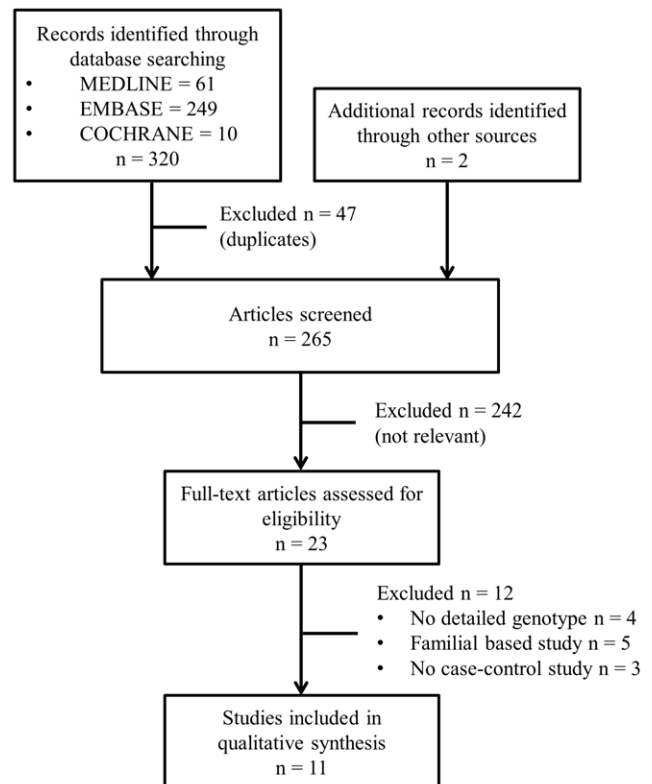 Records identified through
database searching
• MEDLINE = 61
• EMBASE = 249
• COCHRANE = 10
n = 320
Additional records identified
through other sources
n = 2
Excluded n = 47
(duplicates)
Articles screened
n = 265
Excluded n = 242
(not relevant)
Full-text articles assessed for
eligibility
n = 23
Excluded n = 12
• No detailed genotype n = 4
• Familial based study n = 5
• No case-control study n = 3
Studies included in
qualitative synthesis
n = 11